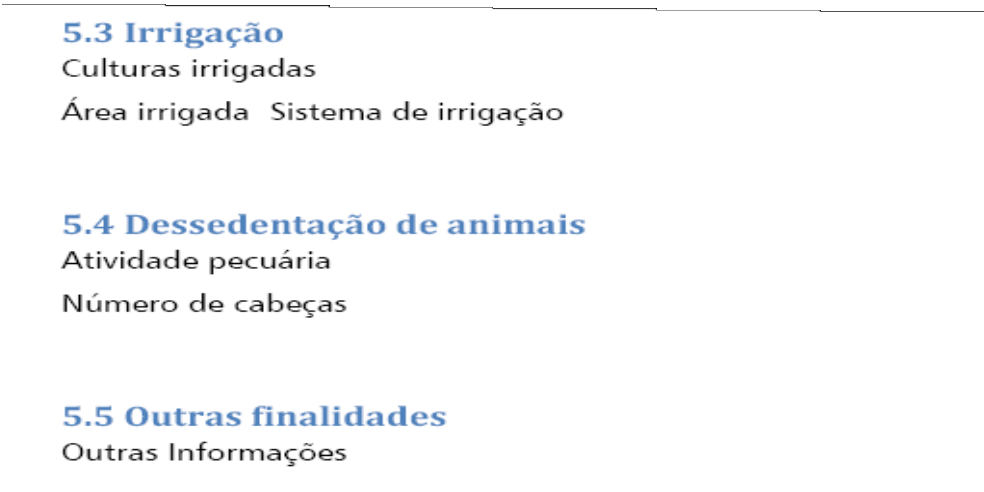 5.3 Irrigação
Culturas irrigadas
Área irrigada Sistema de irrigação
5.4 Dessedentação de animais
Atividade pecuária
Número de cabeças
5.5 Outras finalidades
Outras Informações